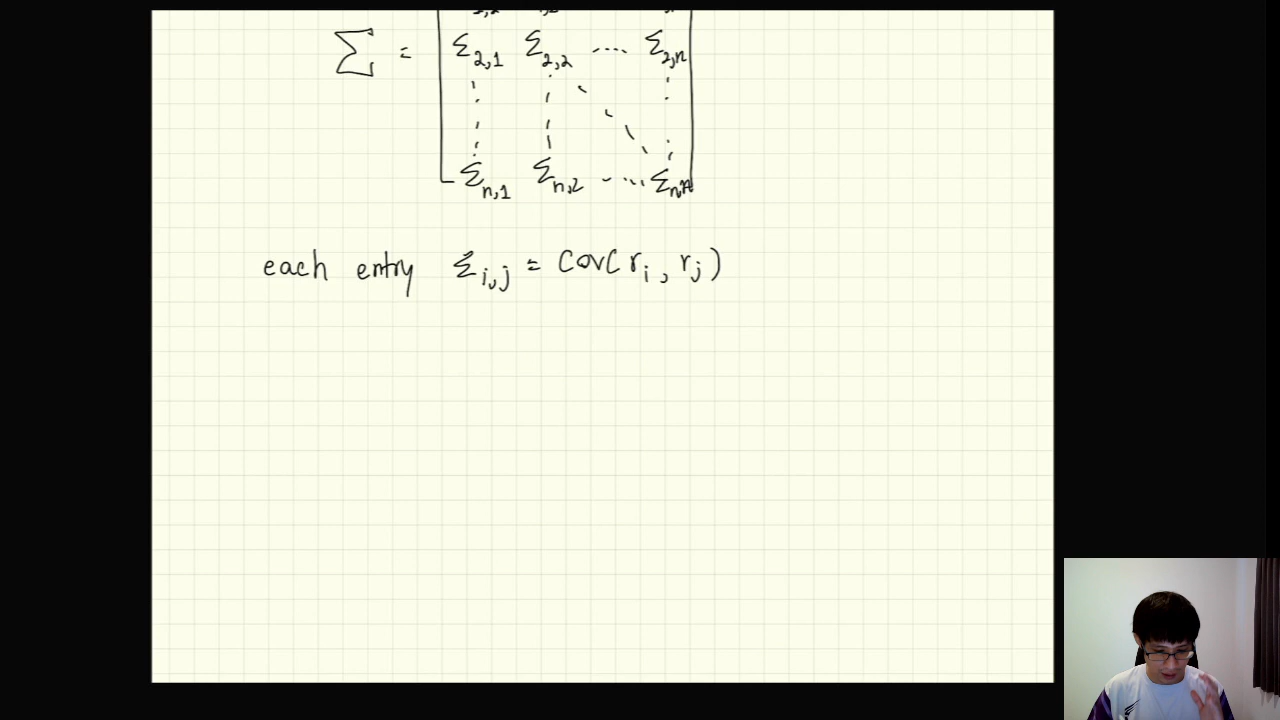 Σ = Σ2,1 Σ2,2 .... Σ2,n
Σn,1 Σn,2 ..... Σn,n
each entry Σi,j = Cov( ri , rj )